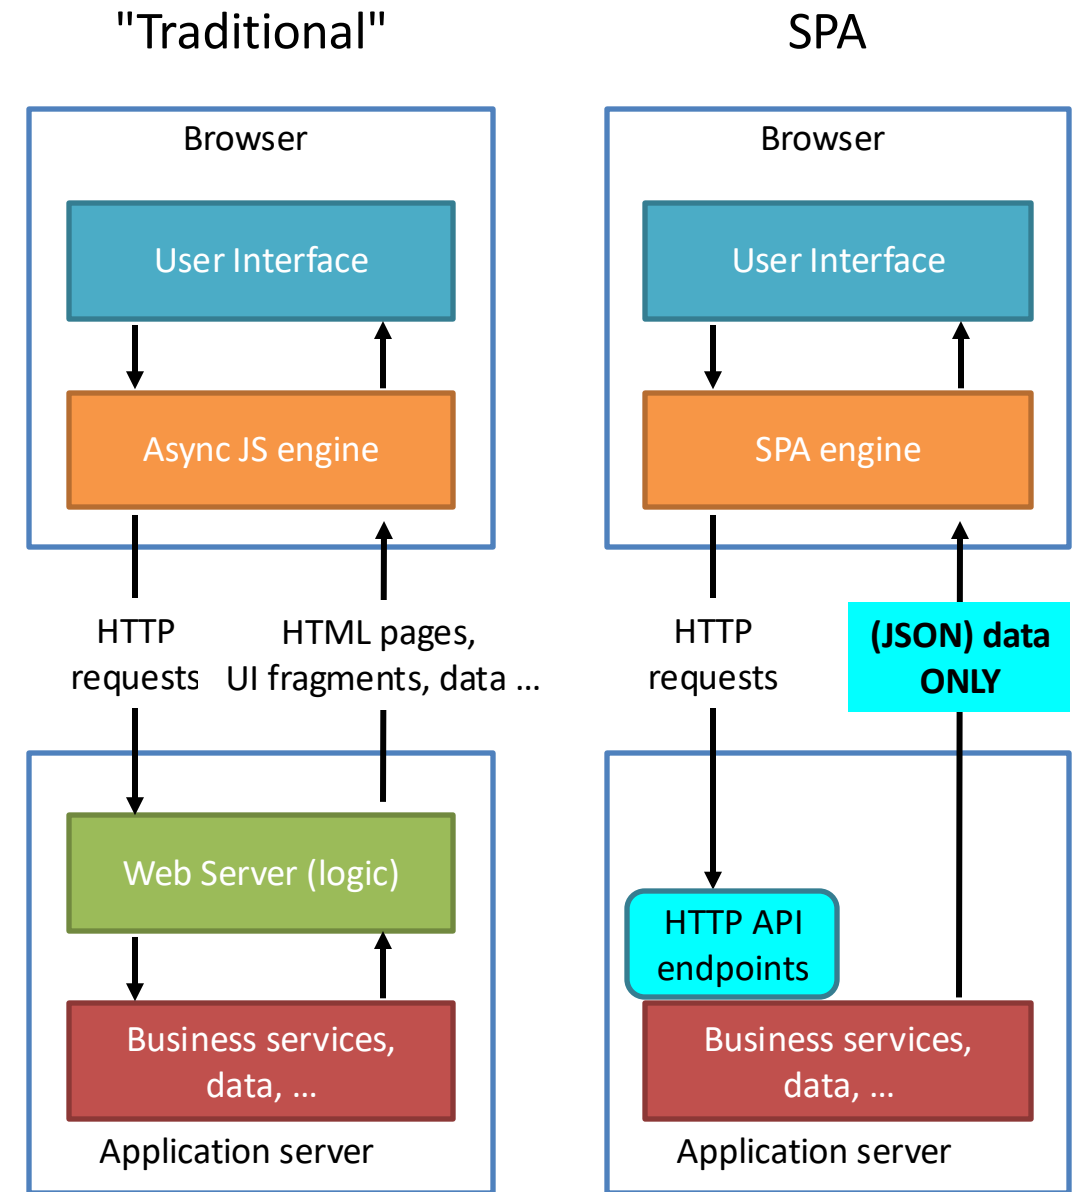 "Traditional"
Browser
User Interface
Async JS engine
HTTP
requests
HTML pages,
UI fragments, data ...
Web Server (logic)
Business services,
data, ...
Application server
SPA
Browser
User Interface
SPA engine
HTTP
requests
(JSON) data
ONLY
HTTP API
endpoints
Business services,
data, ...
Application server